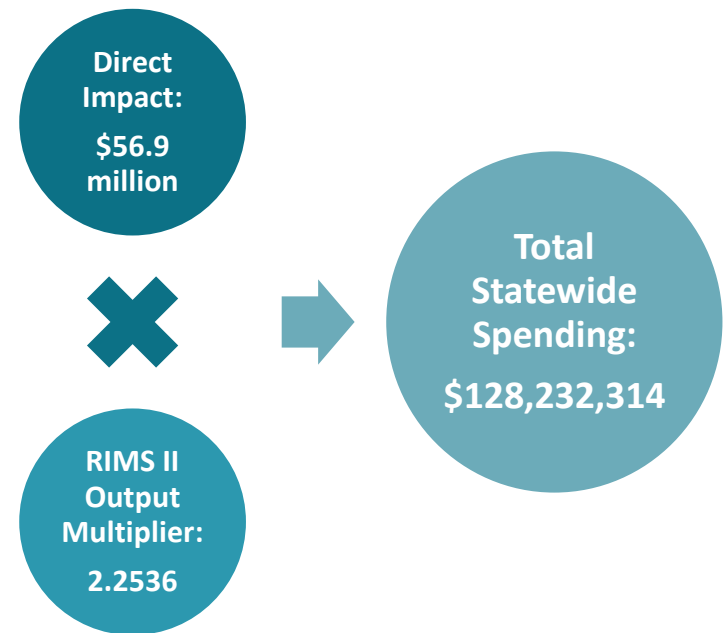 Direct
Impact:
$56.9
million
RIMS II
Output
Multiplier:
2.2536
Total
Statewide
Spending:
$128,232,314